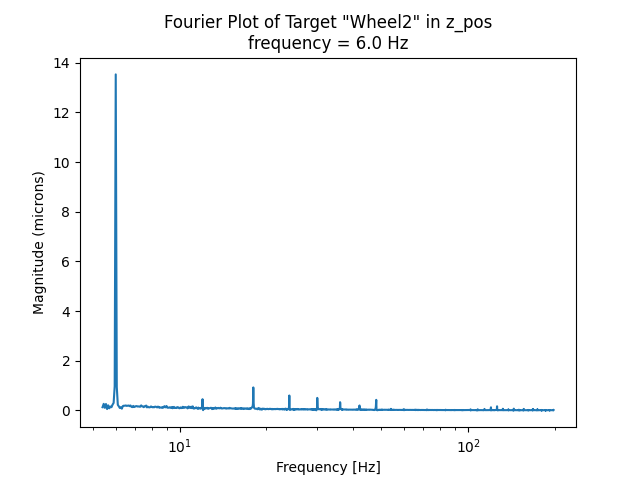 Fourier Plot of Target "Wheel2" in z_pos
frequency = 6.0 Hz
14
12
10
8
6
4
2
0
Magnitude (microns)
10¹
10²
Frequency [Hz]